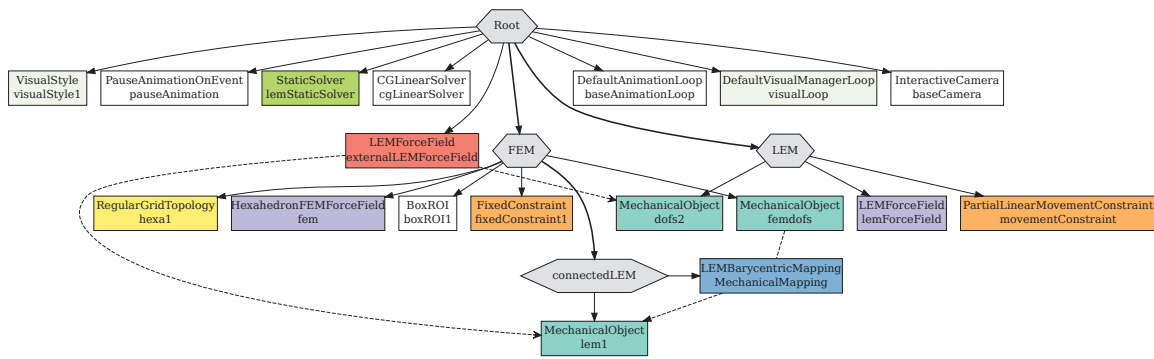 Root
VisualStyle
visualStyle1
PauseAnimationOnEvent
pauseAnimation
StaticSolver
lemStaticSolver
CGLinearSolver
cgLinearSolver
DefaultAnimationLoop
baseAnimationLoop
DefaultVisualManagerLoop
visualLoop
InteractiveCamera
baseCamera
LEMForceField
externalLEMForceField
FEM
LEM
RegularGridTopology
hexa1
HexahedronFEMForceField
fem
BoxROI
boxROI1
FixedConstraint
fixedConstraint1
MechanicalObject
dofs2
MechanicalObject
femdofs
LEMForceField
lemForceField
PartialLinearMovementConstraint
movementConstraint
connectedLEM
LEMBarycentricMapping
MechanicalMapping
MechanicalObject
lem1